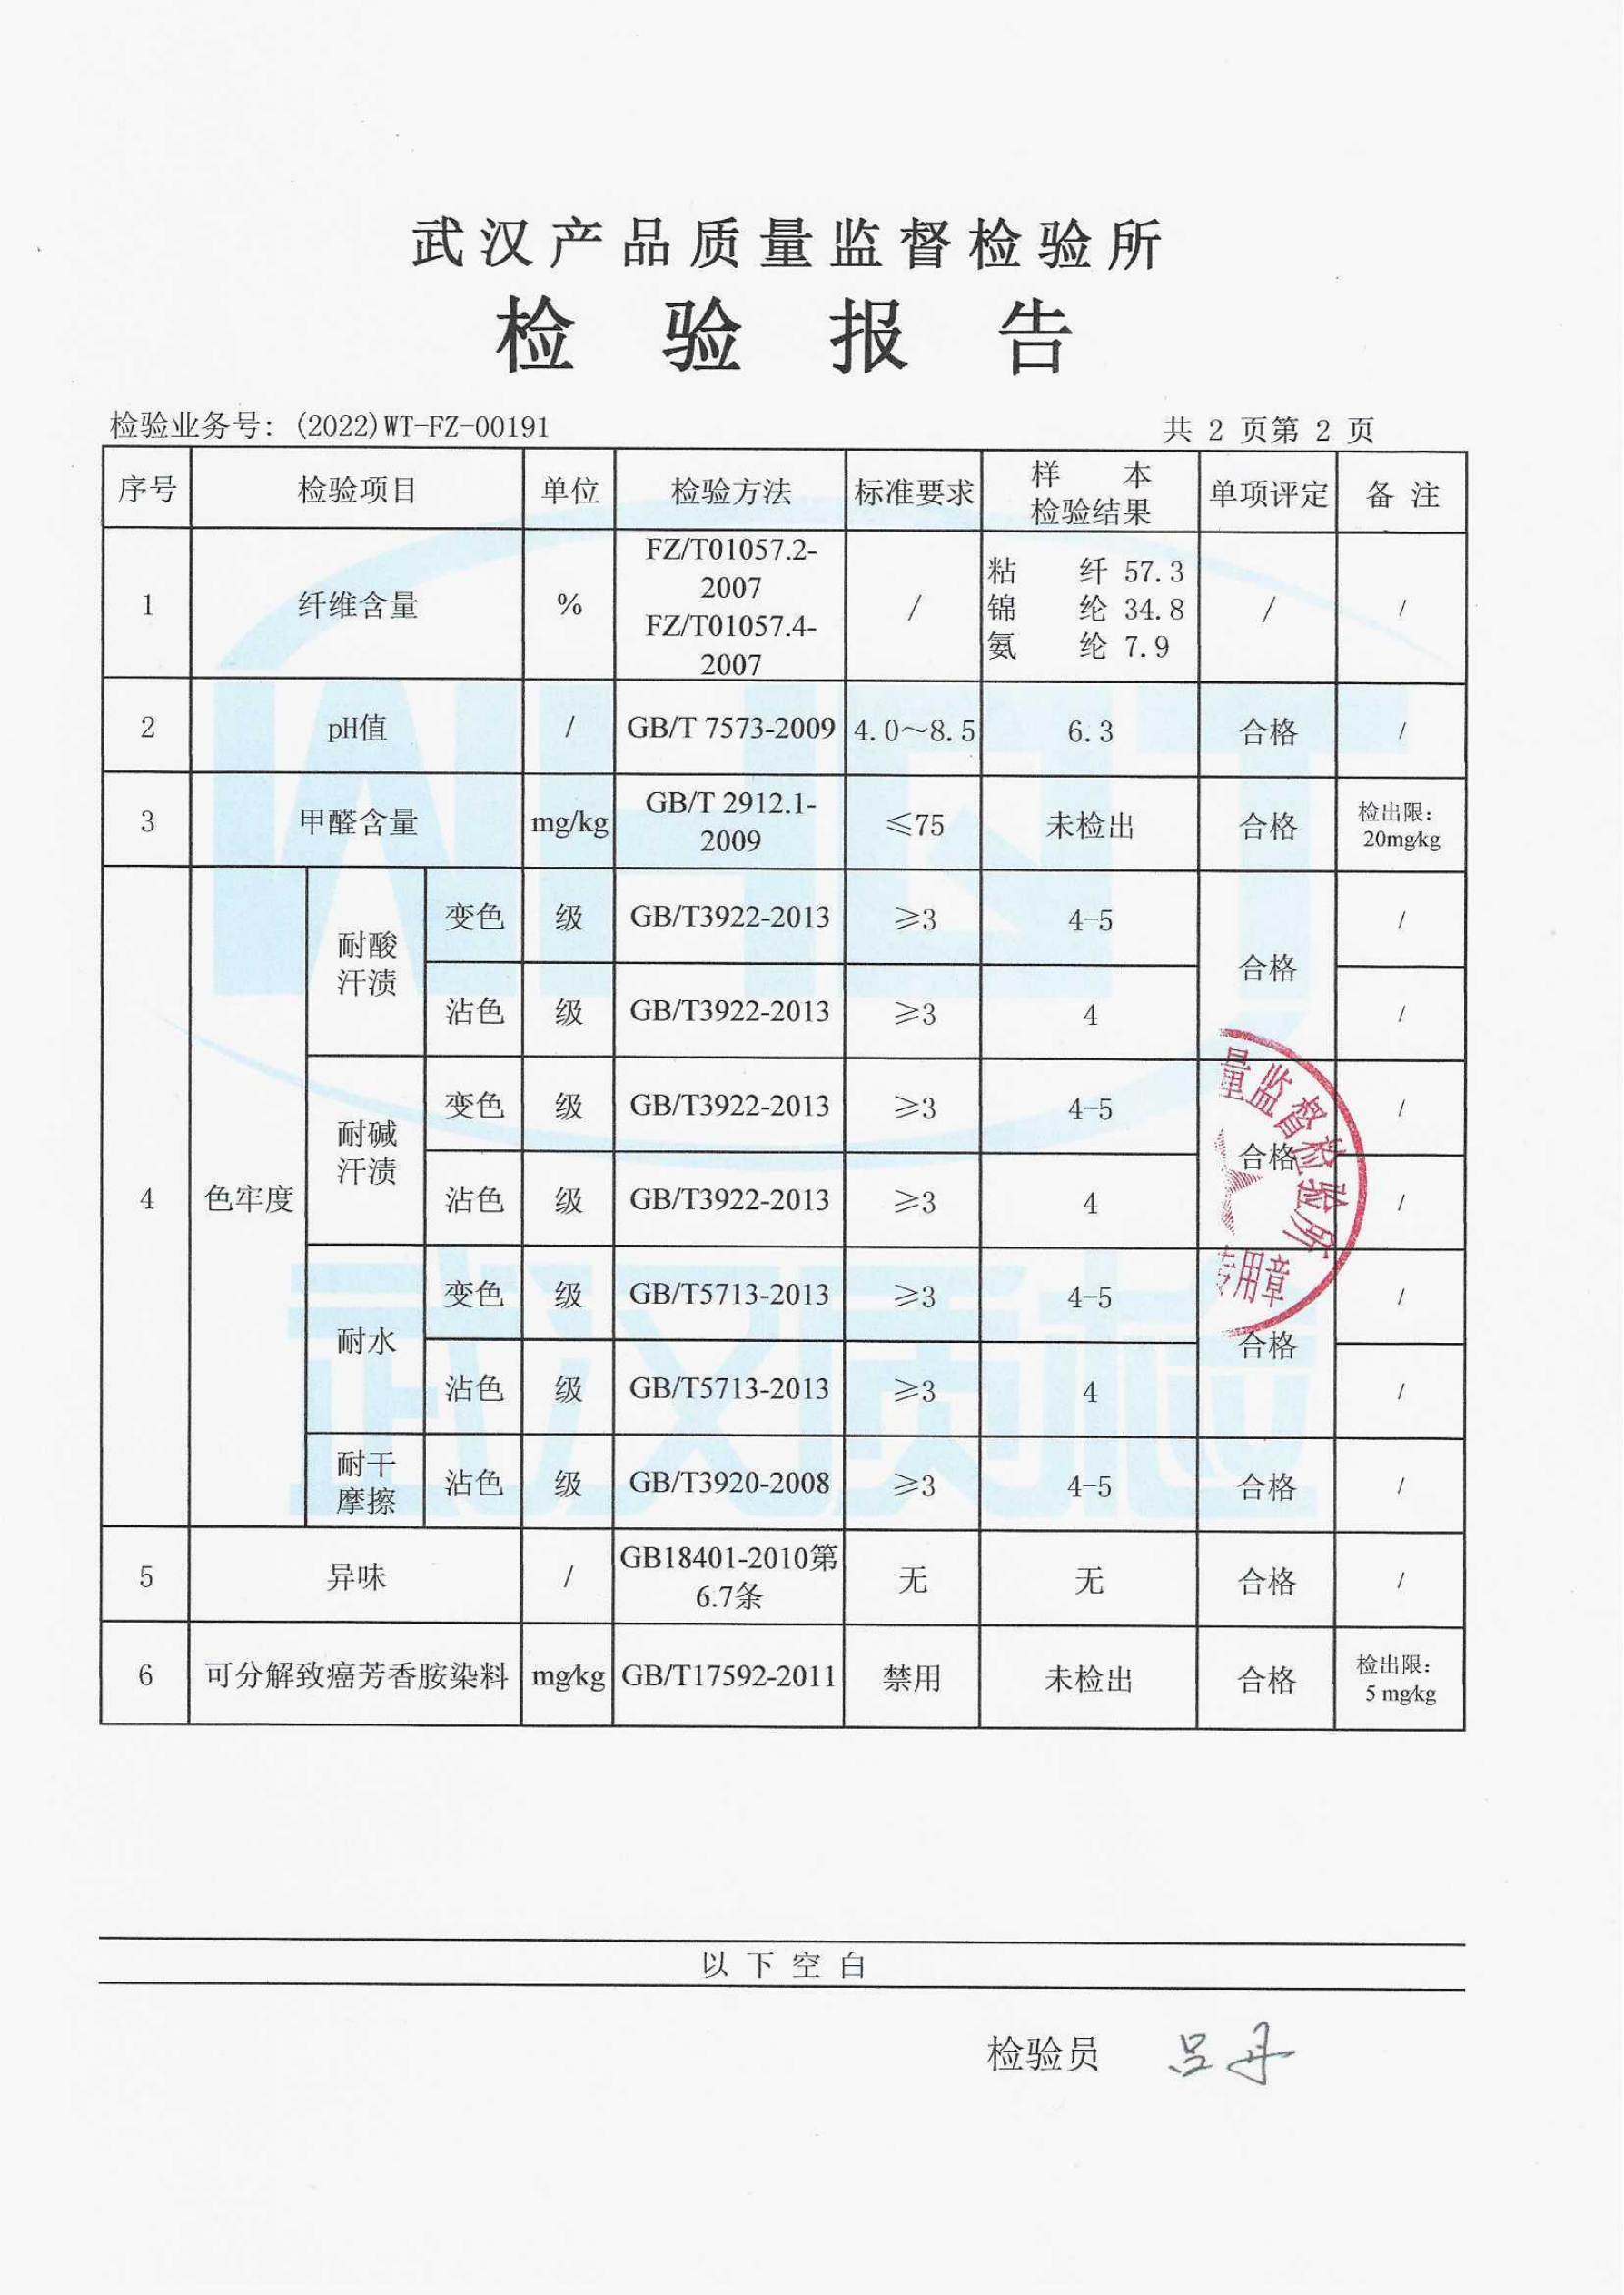 武汉产品质量监督检验所
检验报告
检验业务号: (2022)WT-FZ-00191 共 2 页第 2 页
序号 检验项目 单位 检验方法 标准要求 样本检验结果 单项评定 备注
1 纤维含量 % FZ/T01057.2-2007 FZ/T01057.4-2007 / 粘纤 57.3 锦纶 34.8 氨纶 7.9 / /
2 pH值 / GB/T 7573-2009 4.0～8.5 6.3 合格 /
3 甲醛含量 mg/kg GB/T 2912.1-2009 ≤75 未检出 合格 检出限: 20mg/kg
4 色牢度 耐酸汗渍 变色 级 GB/T3922-2013 ≥3 4-5 合格 /
沾色 级 GB/T3922-2013 ≥3 4 /
耐碱汗渍 变色 级 GB/T3922-2013 ≥3 4-5 合格 /
沾色 级 GB/T3922-2013 ≥3 4 /
耐水 变色 级 GB/T5713-2013 ≥3 4-5 合格 /
沾色 级 GB/T5713-2013 ≥3 4 /
耐干摩擦 沾色 级 GB/T3920-2008 ≥3 4-5 合格 /
5 异味 / GB18401-2010第6.7条 无 无 合格 /
6 可分解致癌芳香胺染料 mg/kg GB/T17592-2011 禁用 未检出 合格 检出限: 5 mg/kg
量监督检验所
专用章
武汉质检
以下空白
检验员 吕丹